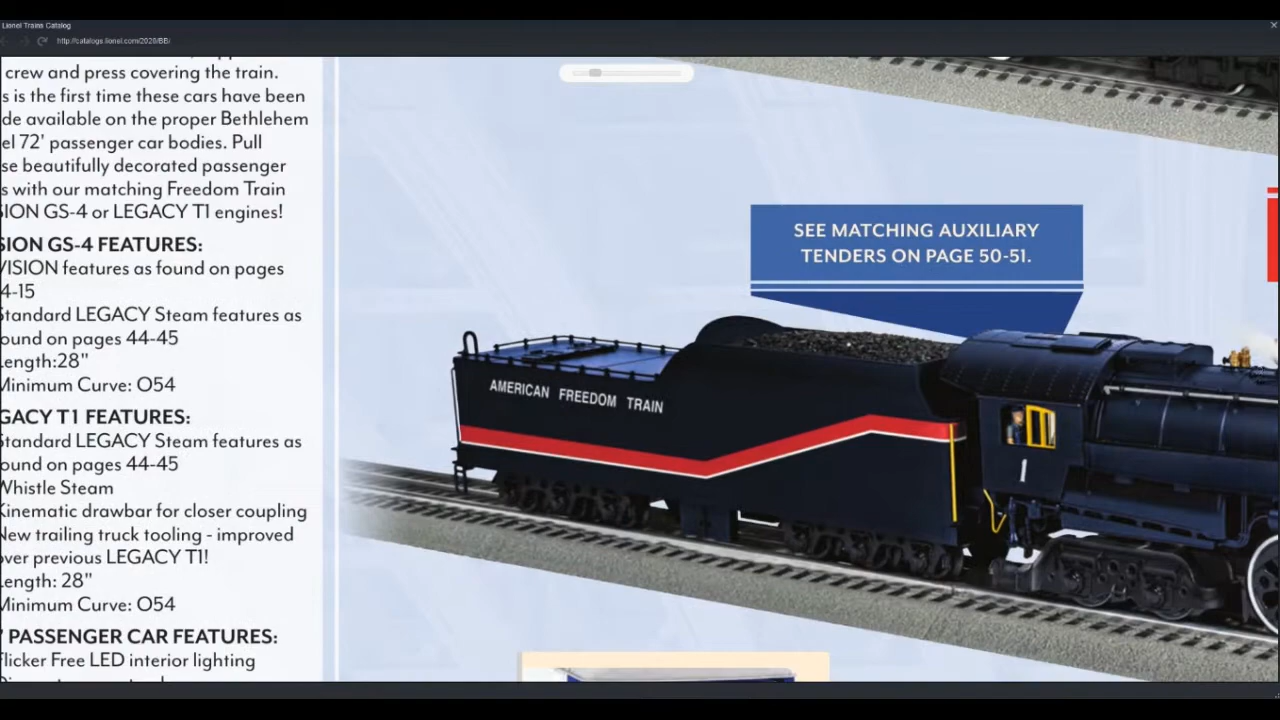 Lionel Trains Catalog
http://catalogs.lionel.com/2020/BB/
crew and press covering the train.
s is the first time these cars have been
de available on the proper Bethlehem
el 72' passenger car bodies. Pull
se beautifully decorated passenger
s with our matching Freedom Train
SION GS-4 or LEGACY T1 engines!
SION GS-4 FEATURES:
VISION features as found on pages
4-15
Standard LEGACY Steam features as
ound on pages 44-45
Length:28"
Minimum Curve: O54
GACY T1 FEATURES:
Standard LEGACY Steam features as
ound on pages 44-45
Whistle Steam
Kinematic drawbar for closer coupling
New trailing truck tooling - improved
over previous LEGACY T1!
Length: 28"
Minimum Curve: O54
' PASSENGER CAR FEATURES:
Flicker Free LED interior lighting
SEE MATCHING AUXILIARY
TENDERS ON PAGE 50-51.
AMERICAN FREEDOM TRAIN
1